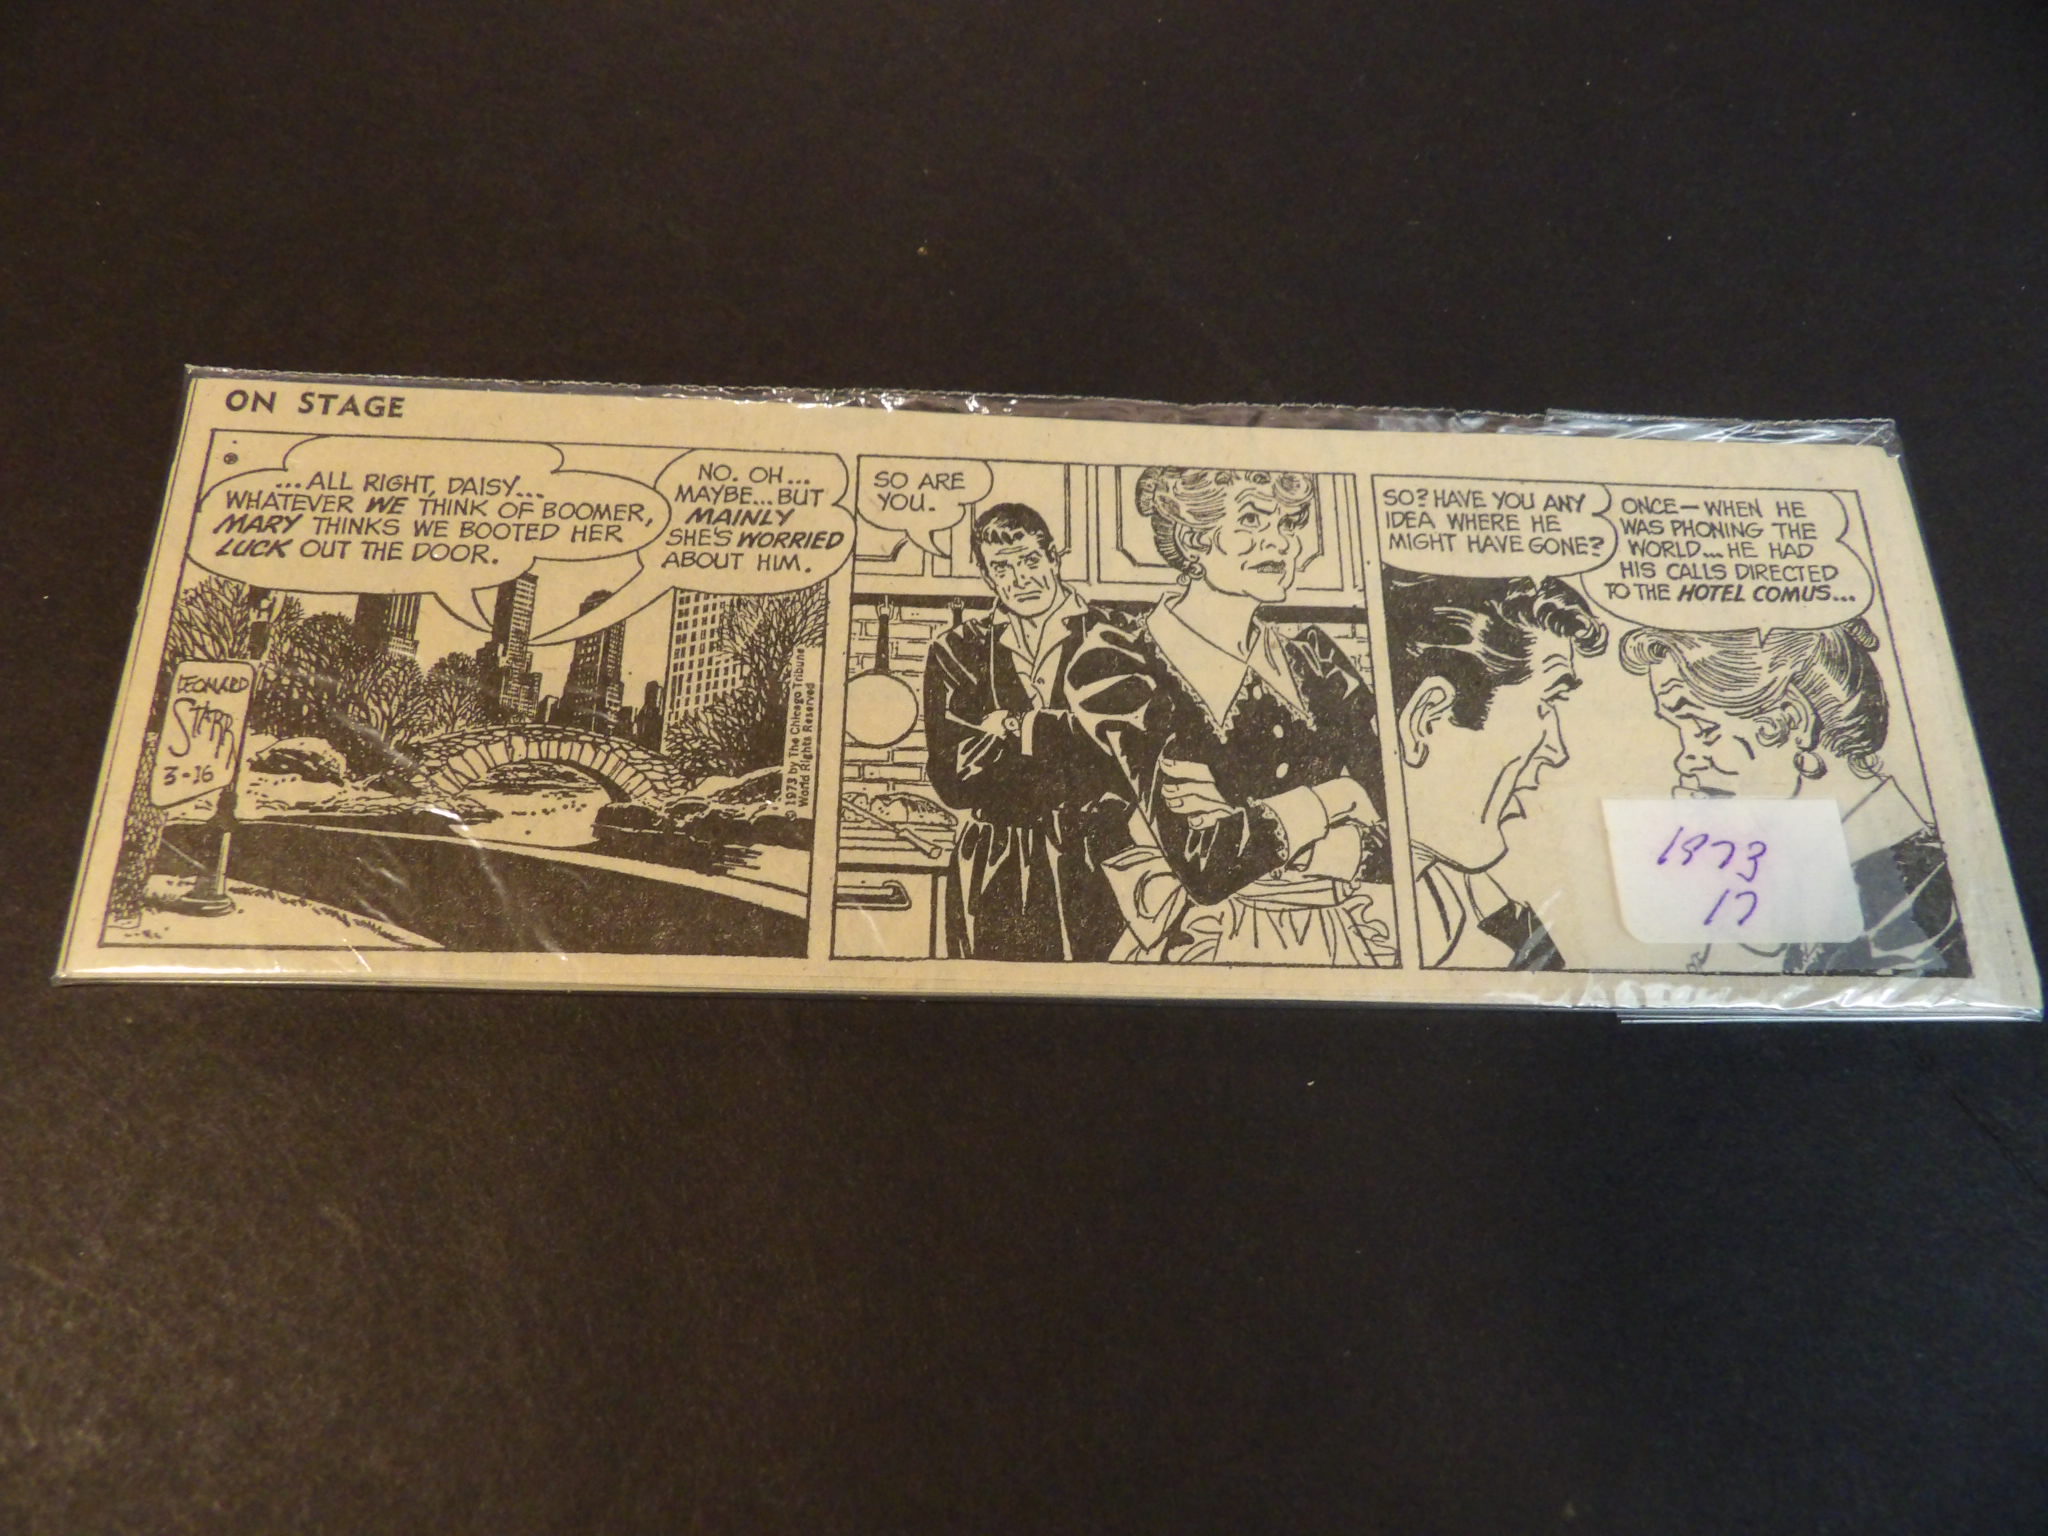 ON STAGE
...ALL RIGHT, DAISY...
WHATEVER WE THINK OF BOOMER,
MARY THINKS WE BOOTED HER
LUCK OUT THE DOOR.
NO. OH...
MAYBE...BUT
MAINLY
SHE'S WORRIED
ABOUT HIM.
LEONARD
STARR
3-16
© 1973 by The Chicago Tribune
World Rights Reserved
SO ARE
YOU.
SO? HAVE YOU ANY
IDEA WHERE HE
MIGHT HAVE GONE?
ONCE— WHEN HE
WAS PHONING THE
WORLD... HE HAD
HIS CALLS DIRECTED
TO THE HOTEL COMUS...
1973
17